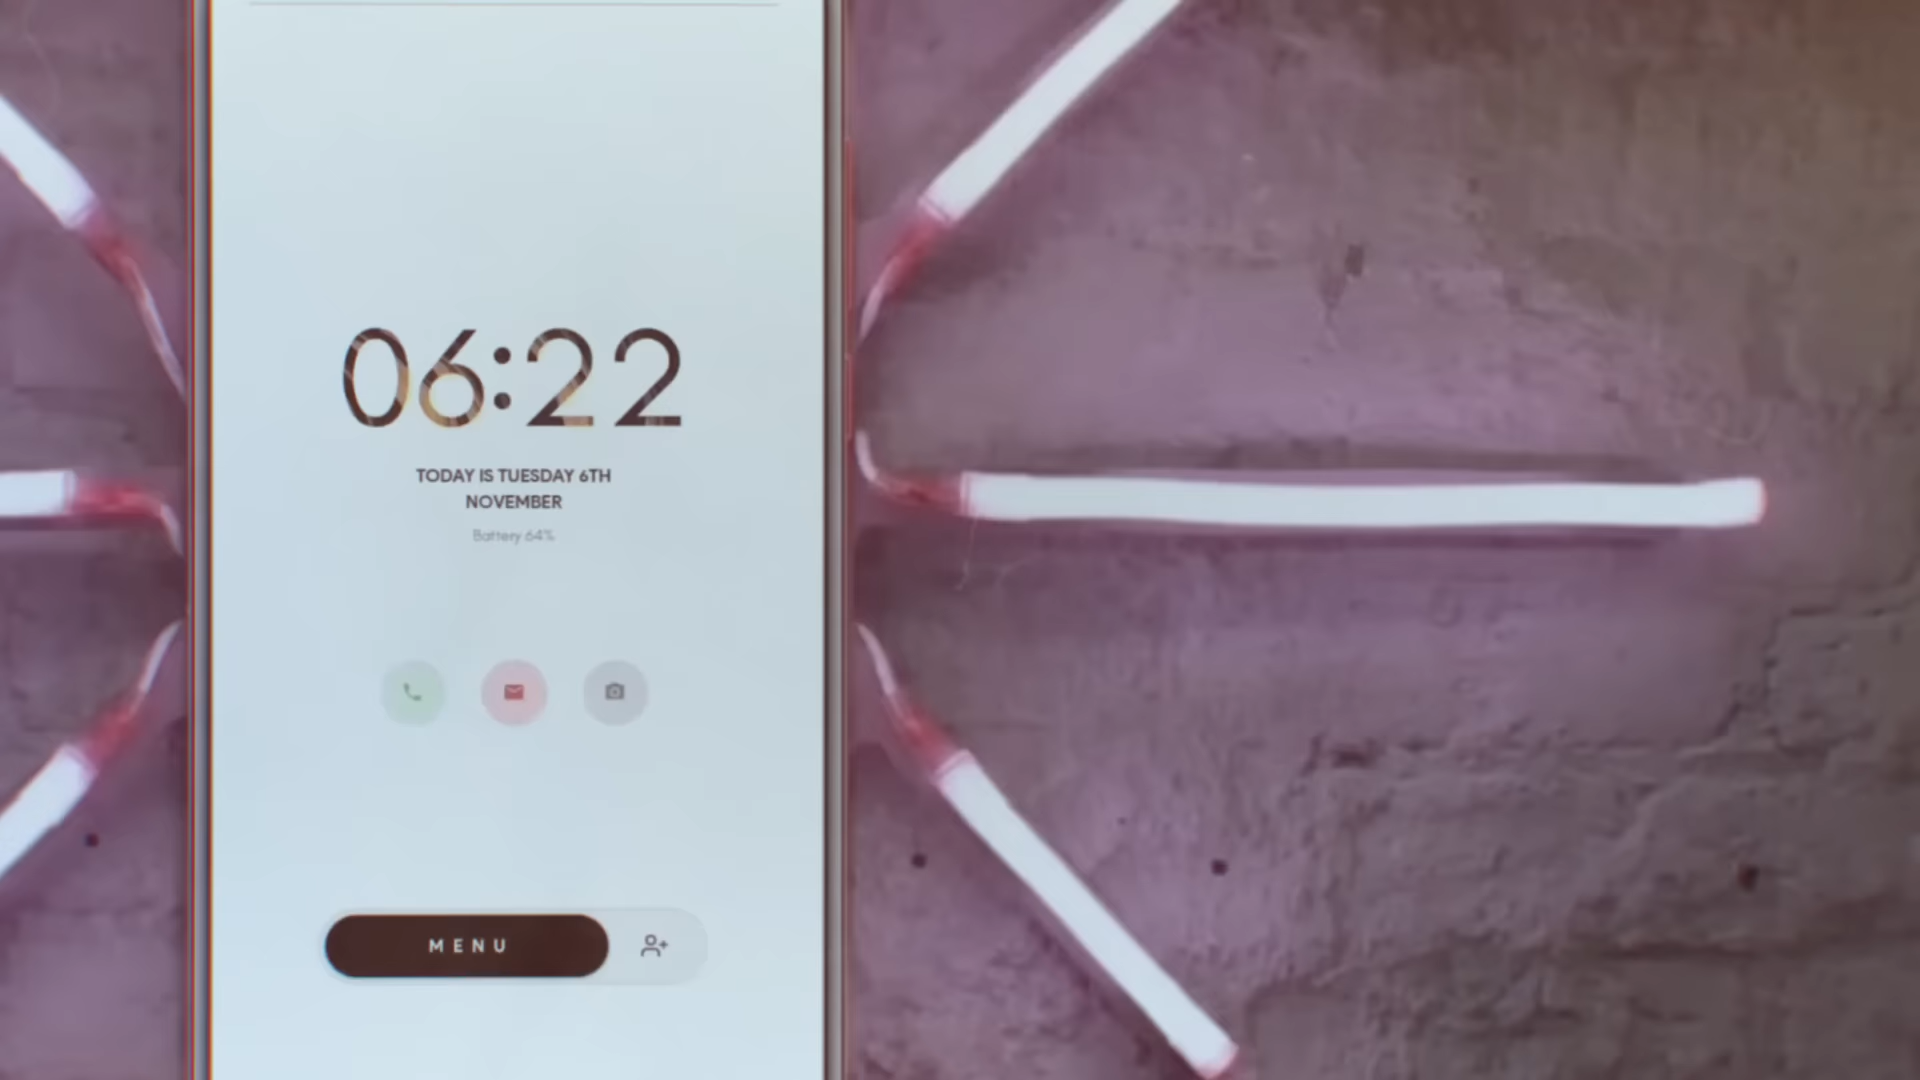 06:22
TODAY IS TUESDAY 6TH
NOVEMBER
Battery 64%
MENU